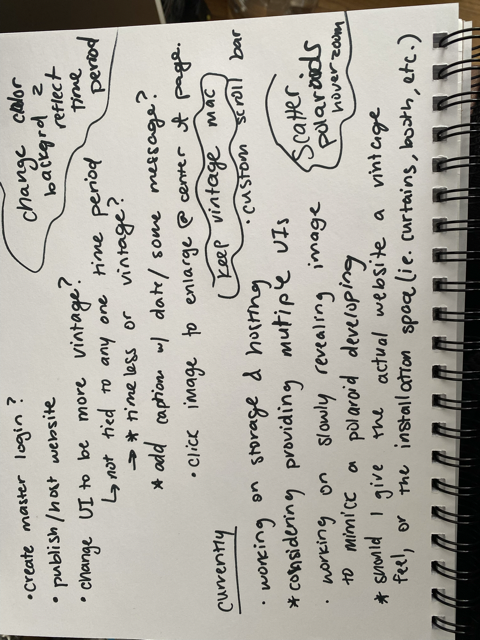 • create master login?
• publish/host website
• change UI to be more vintage?
↳ not tied to any one time period
→ * timeless or vintage?
* add caption w/ date/some message?
• click image to enlarge @ center of page.
change color
backgrd 2
reflect
time
period
keep vintage mac
• custom scroll bar
Scatter
polaroids
hover zoom
currently
• working on storage & hosting
* considering providing mutiple UIs
• working on slowly revealing image
to mimicc a polaroid developing
* should I give the actual website a vintage
feel, or the installation space (ie. curtains, booth, etc.)